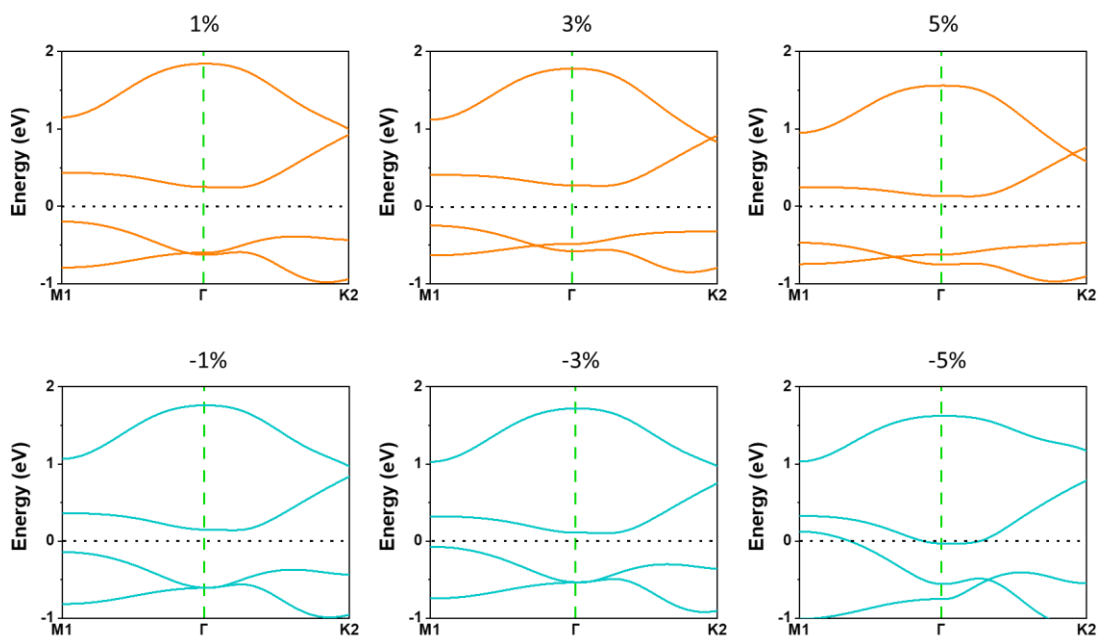 1%
3%
5%
Energy (eV)
2
1
0
-1
M1 Γ K2
Energy (eV)
2
1
0
-1
M1 Γ K2
Energy (eV)
2
1
0
-1
M1 Γ K2
-1%
-3%
-5%
Energy (eV)
2
1
0
-1
M1 Γ K2
Energy (eV)
2
1
0
-1
M1 Γ K2
Energy (eV)
2
1
0
-1
M1 Γ K2